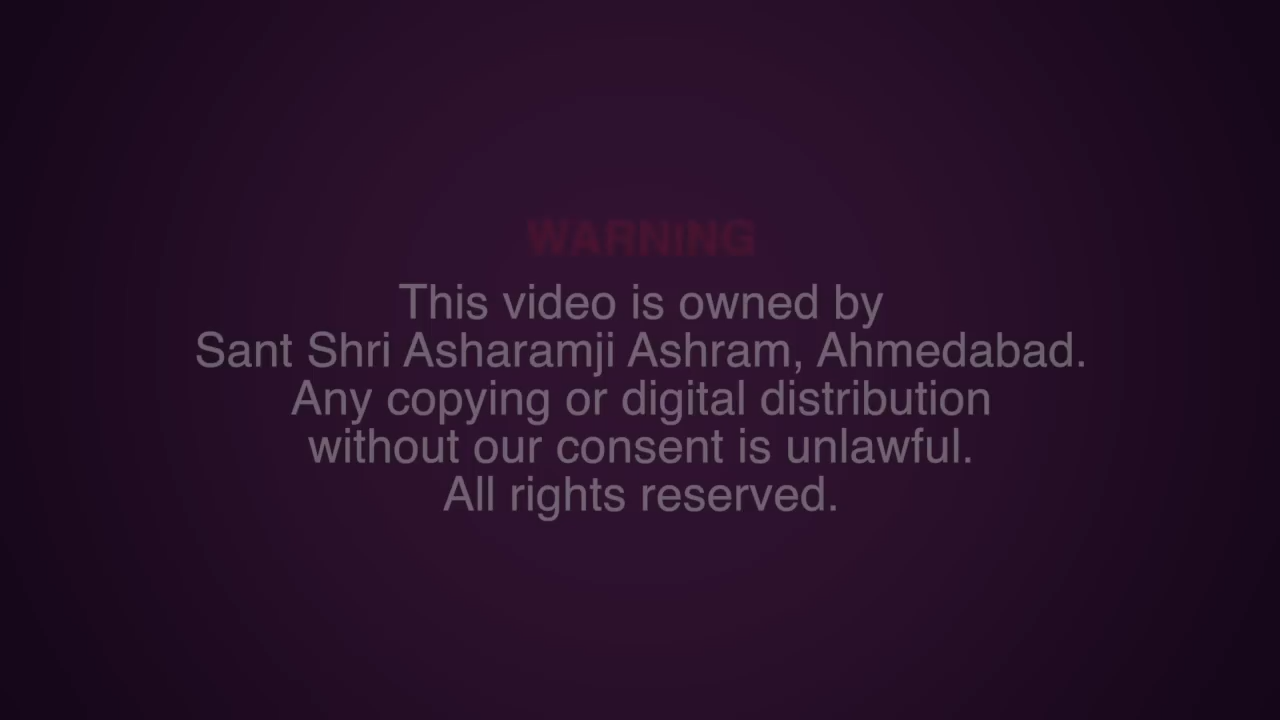 WARNING
This video is owned by
Sant Shri Asharamji Ashram, Ahmedabad.
Any copying or digital distribution
without our consent is unlawful.
All rights reserved.